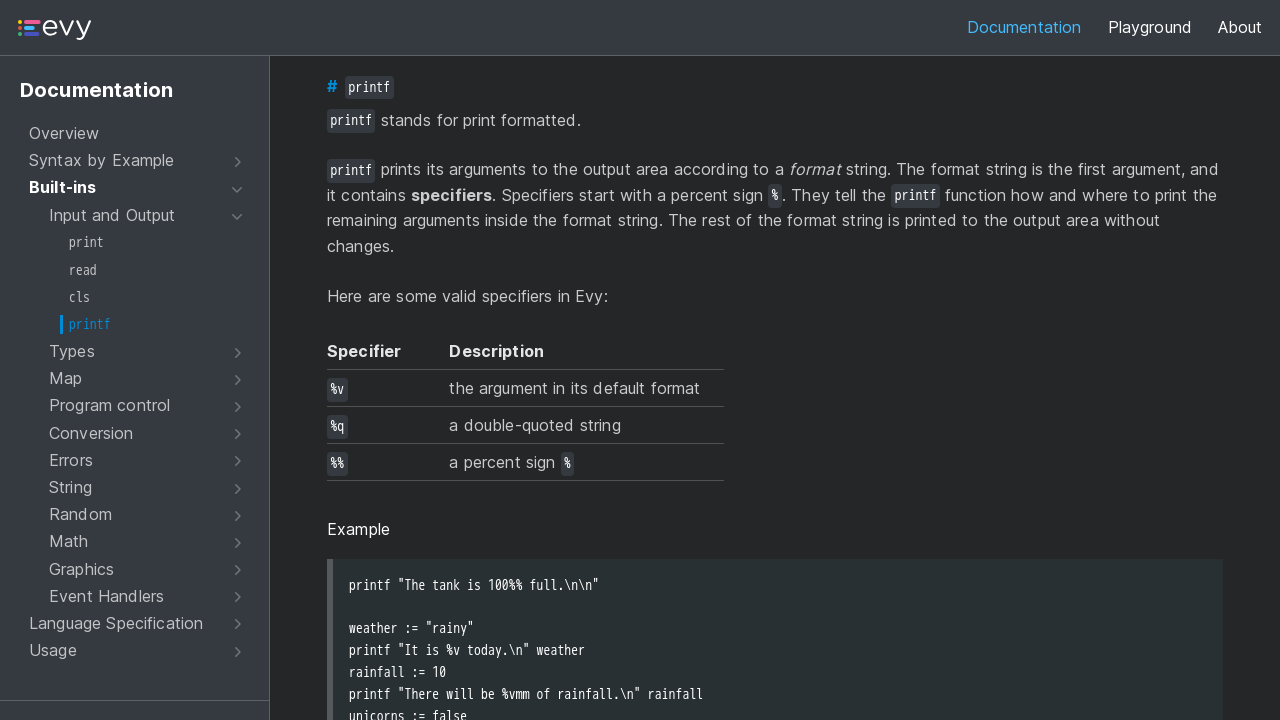 evy
Documentation
Playground
About
Documentation
Overview
Syntax by Example
Built-ins
Input and Output
print
read
cls
printf
Types
Map
Program control
Conversion
Errors
String
Random
Math
Graphics
Event Handlers
Language Specification
Usage
# printf
printf stands for print formatted.
printf prints its arguments to the output area according to a format string. The format string is the first argument, and
it contains specifiers. Specifiers start with a percent sign %. They tell the printf function how and where to print the
remaining arguments inside the format string. The rest of the format string is printed to the output area without
changes.
Here are some valid specifiers in Evy:
Specifier Description
%v the argument in its default format
%q a double-quoted string
%% a percent sign %
Example
printf "The tank is 100%% full.\n\n"
weather := "rainy"
printf "It is %v today.\n" weather
rainfall := 10
printf "There will be %vmm of rainfall.\n" rainfall
unicorns := false